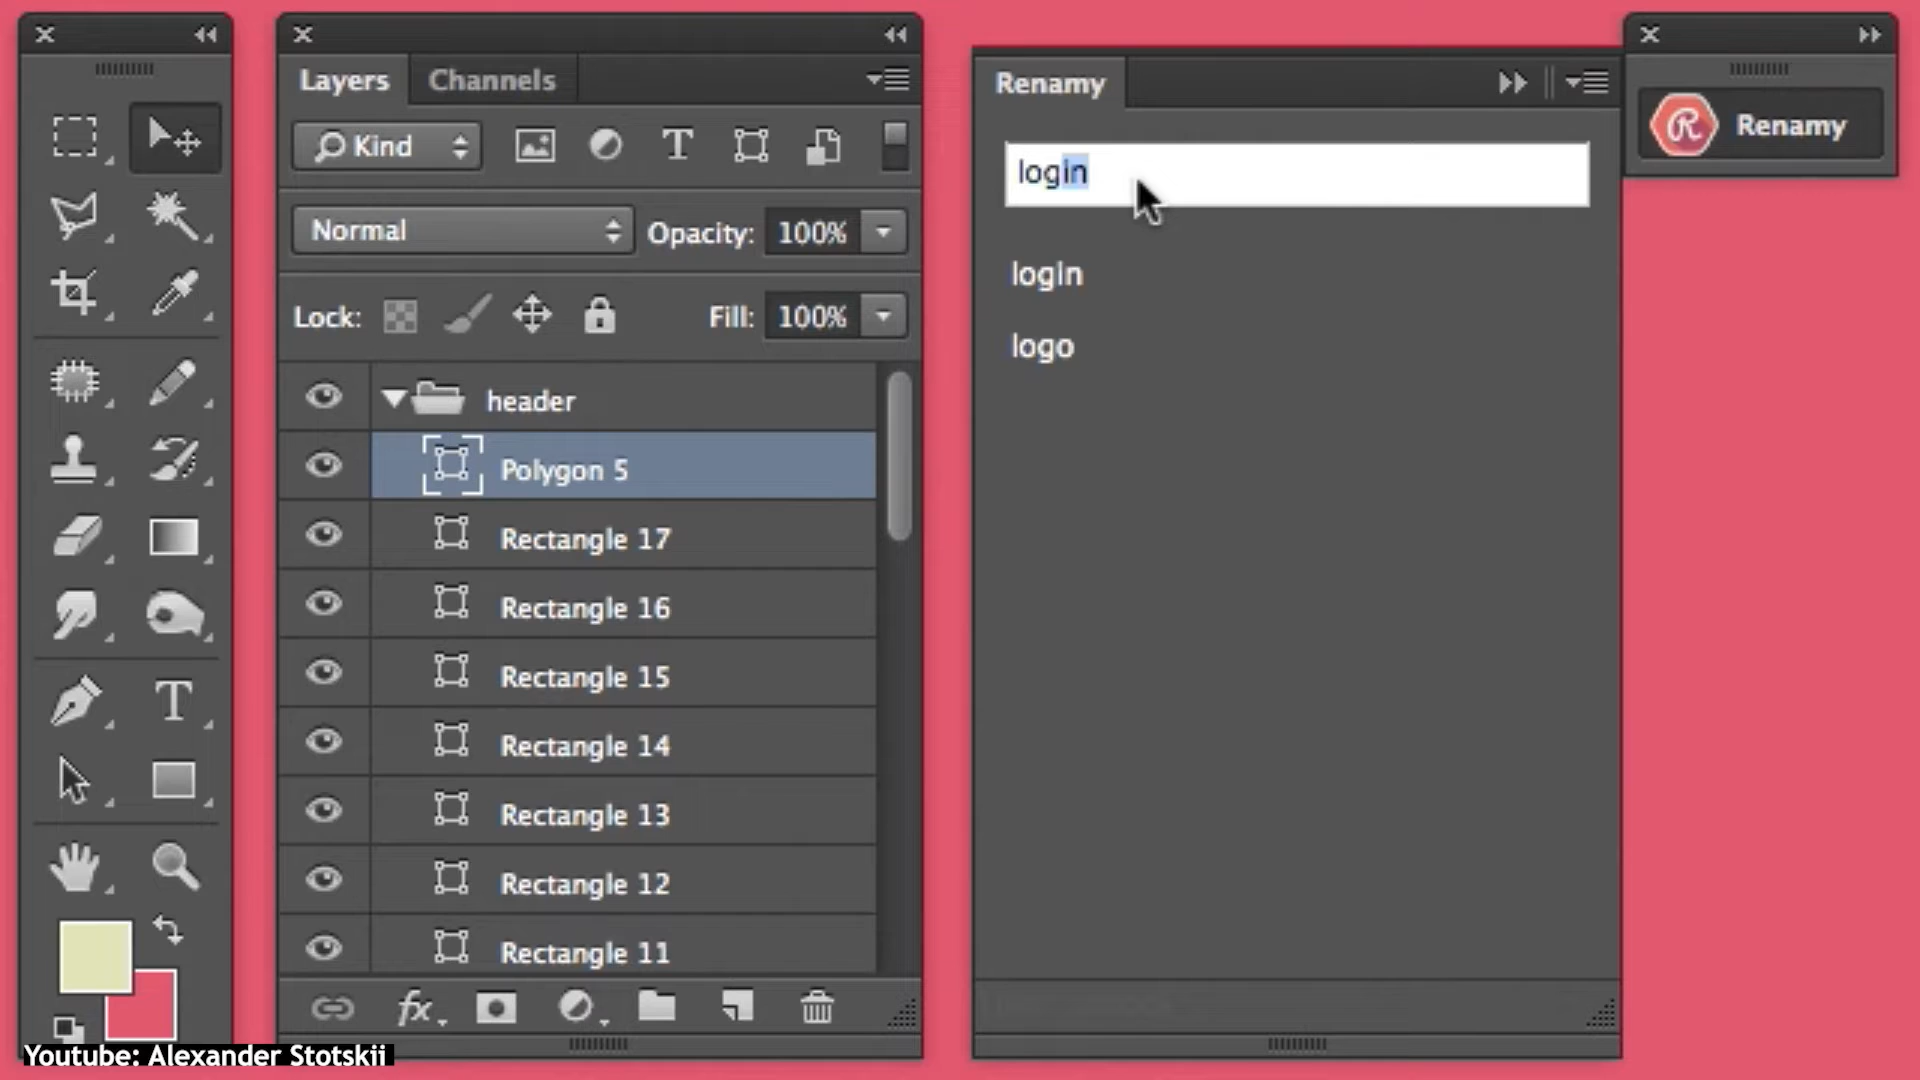 Layers Channels
Kind
Normal Opacity: 100%
Lock: Fill: 100%
header
Polygon 5
Rectangle 17
Rectangle 16
Rectangle 15
Rectangle 14
Rectangle 13
Rectangle 12
Rectangle 11
fx
Renamy
login
login
logo
Renamy
Youtube: Alexander Stotskii